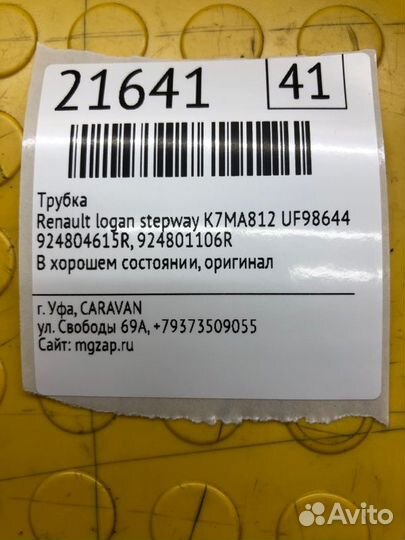 21641
41
Трубка
Renault logan stepway K7MA812 UF98644
924804615R, 924801106R
В хорошем состоянии, оригинал
г. Уфа, CARAVAN
ул. Свободы 69А, +79373509055
Сайт: mgzap.ru
Avito